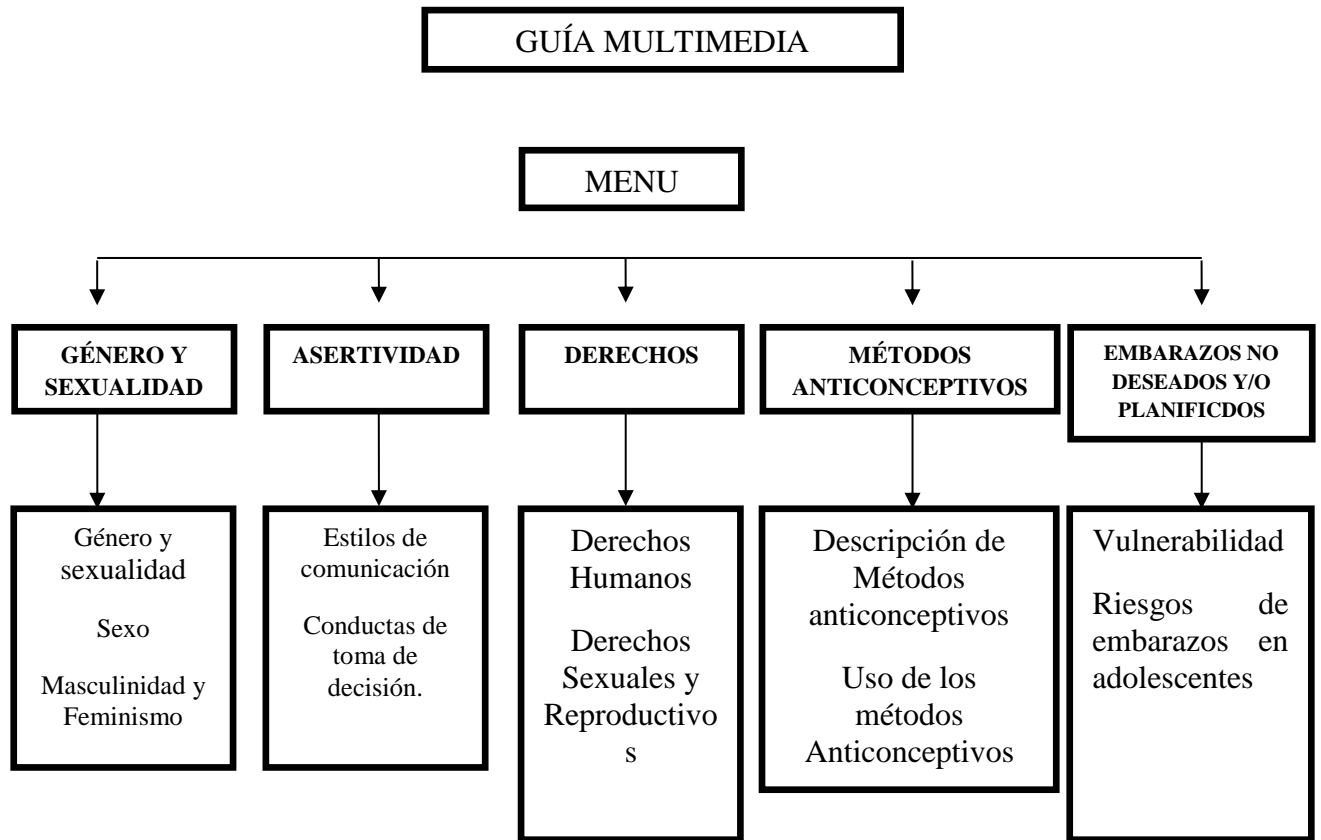 GUÍA MULTIMEDIA
MENU
GÉNERO Y
SEXUALIDAD
ASERTIVIDAD
DERECHOS
MÉTODOS
ANTICONCEPTIVOS
EMBARAZOS NO
DESEADOS Y/O
PLANIFICDOS
Género y
sexualidad
Sexo
Masculinidad y
Feminismo
Estilos de
comunicación
Conductas de
toma de
decisión.
Derechos
Humanos
Derechos
Sexuales y
Reproductivo
s
Descripción de
Métodos
anticonceptivos
Uso de los
métodos
Anticonceptivos
Vulnerabilidad
Riesgos de
embarazos en
adolescentes